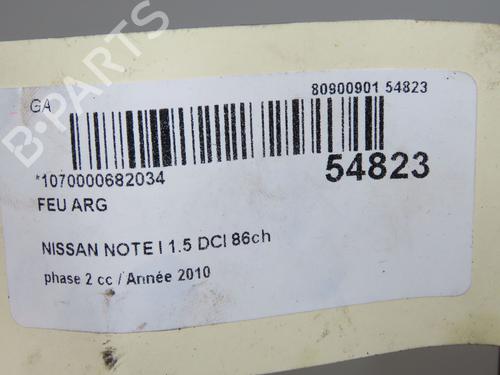 B-PARTS
GA
80900901 54823
*1070000682034
54823
FEU ARG
NISSAN NOTE I 1.5 DCI 86ch
phase 2 cc / Année 2010